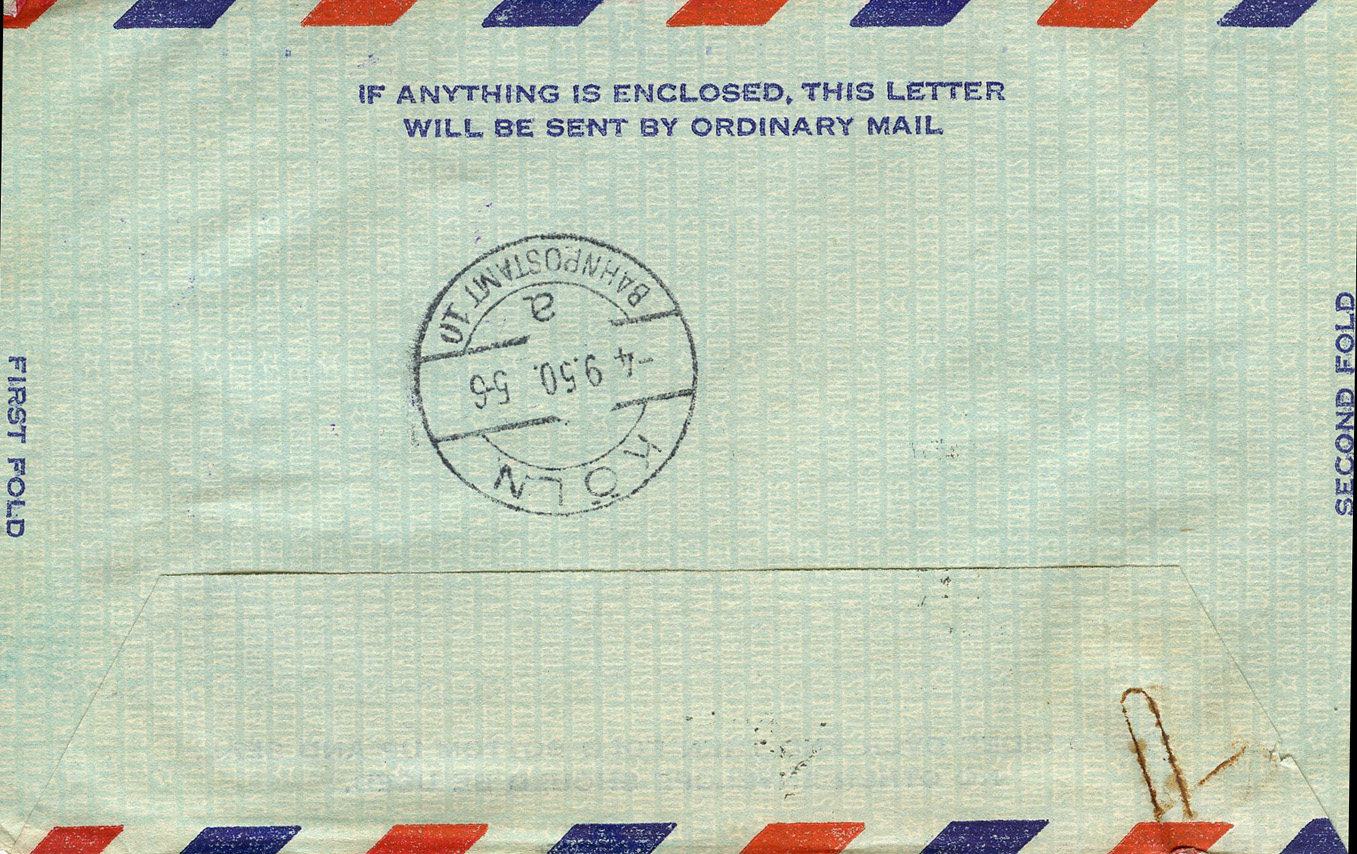 IF ANYTHING IS ENCLOSED, THIS LETTER
WILL BE SENT BY ORDINARY MAIL
KÖLN
-4.9.50. 5-6
a
BAHNPOSTAMT 10
FIRST FOLD
SECOND FOLD